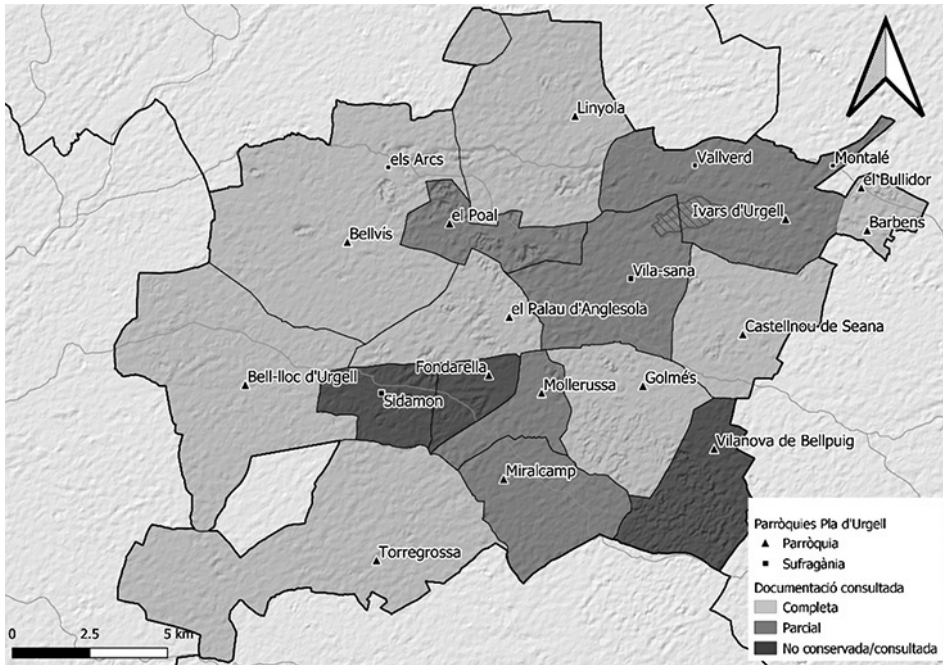 Linyola
els Arcs
Vallverd
Montalé
el Bullidor
el Poal
Ivars d'Urgell
Barbens
Bellvís
Vila-sana
el Palau d'Anglesola
Castellnou de Seana
Bell-lloc d'Urgell
Fondarella
Sidamon
Mollerussa
Golmés
Vilanova de Bellpuig
Miralcamp
Torregrossa
Parròquies Pla d'Urgell
Parròquia
Sufragània
Documentació consultada
Completa
Parcial
No conservada/consultada
0 2.5 5 km